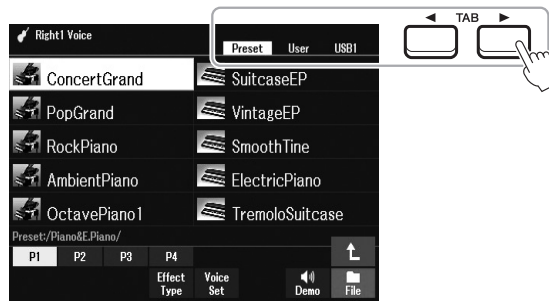 ◄ TAB ►
Right1 Voice
Preset User USB1
ConcertGrand SuitcaseEP
PopGrand VintageEP
RockPiano SmoothTine
AmbientPiano ElectricPiano
OctavePiano1 TremoloSuitcase
Preset:/Piano&E.Piano/
P1 P2 P3 P4
Effect Voice
Type Set Demo File